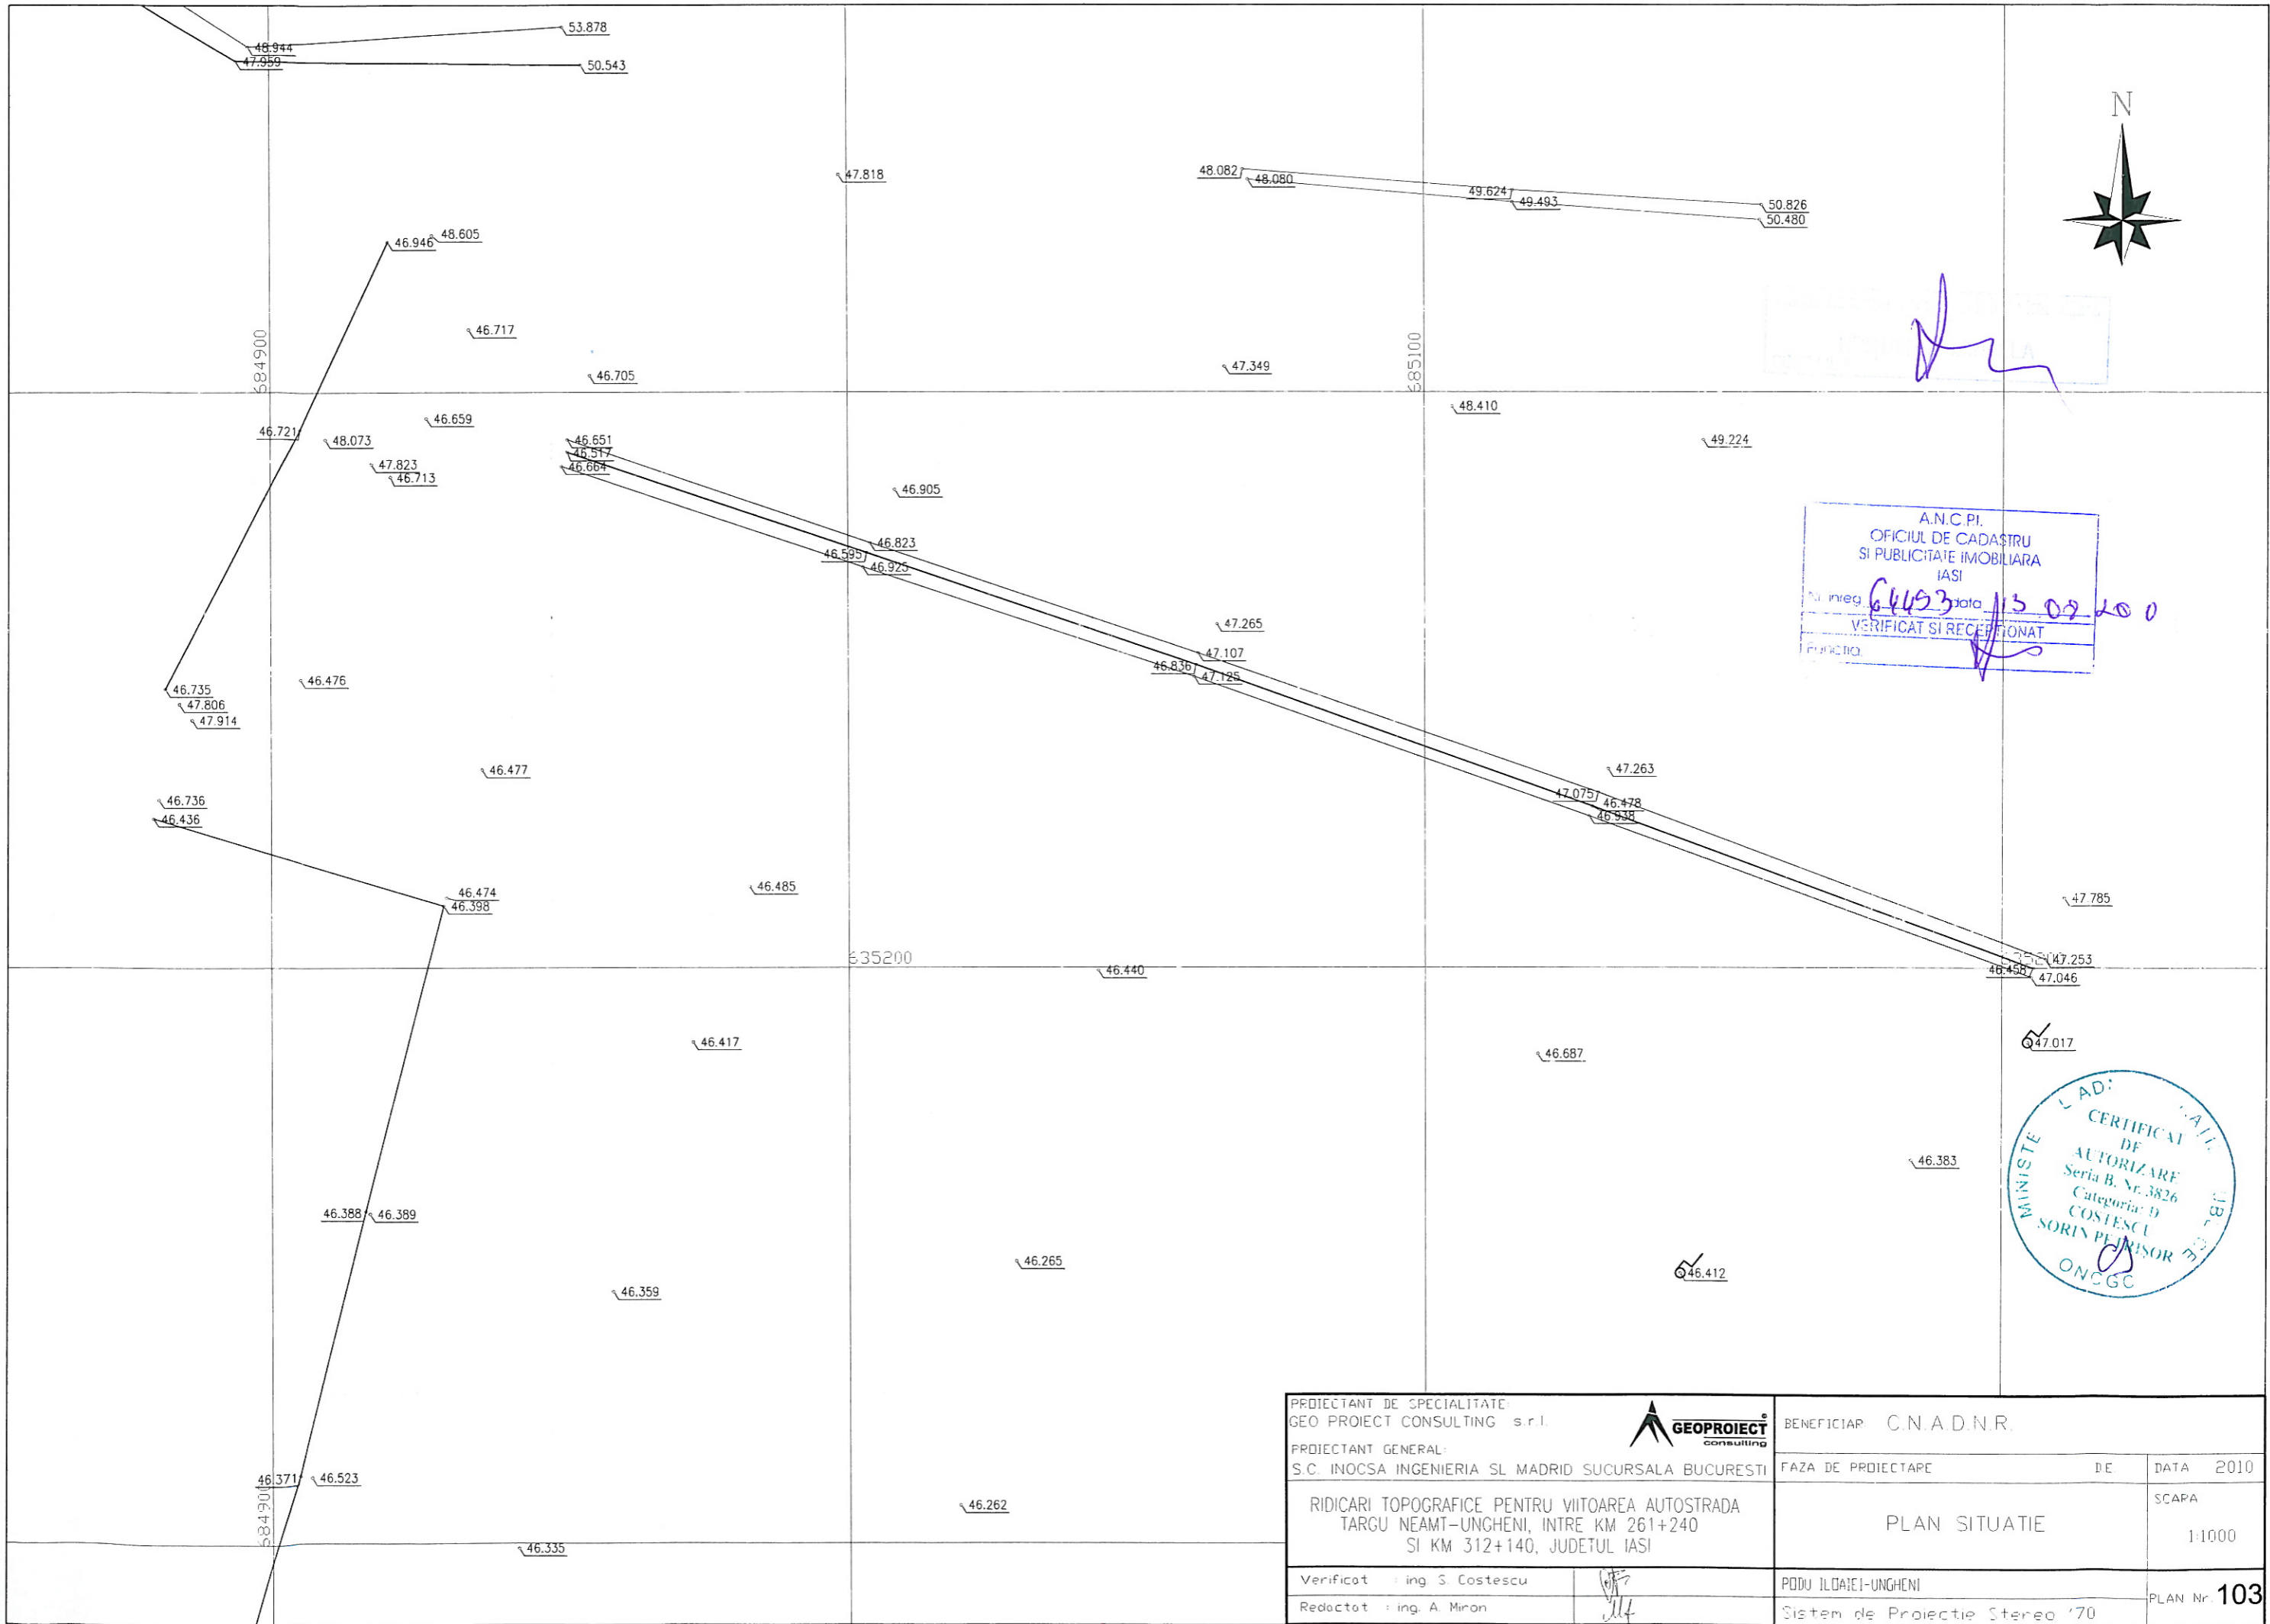 53.878
48.944
47.959
50.543
N
47.818
48.082
48.080
49.624
49.493
50.826
50.480
46.946
48.605
46.717
684900
685100
46.705
47.349
46.659
48.410
46.721
48.073
46.651
49.224
46.517
46.664
47.823
46.713
46.905
A.N.C.P.I.
OFICIUL DE CADASTRU
SI PUBLICITATE IMOBILIARA
IASI
46.823
46.595
46.925
data
VERIFICAT SI RECEPTIONAT
47.265
47.107
46.836
47.125
46.735
46.476
47.806
47.914
46.477
47.263
46.736
47.075
46.478
46.436
46.938
46.474
46.398
46.485
47.785
635200
46.440
47.253
46.458
47.046
46.417
46.687
47.017
CERTIFICAT
DE
AUTORIZARE
Seria B, Nr. 3826
Categoria: D
COSTESCU
SORIN PETRISOR
ONCGC
46.383
46.388
46.389
46.265
46.412
46.359
46.371
46.523
684900
46.262
46.335
PROIECTANT DE SPECIALITATE:
GEO PROIECT CONSULTING s.r.l.
GEOPROIECT
consulting
PROIECTANT GENERAL:
S.C. INOCSA INGENIERIA SL MADRID SUCURSALA BUCURESTI
RIDICARI TOPOGRAFICE PENTRU VIITOAREA AUTOSTRADA
TARGU NEAMT-UNGHENI, INTRE KM 261+240
SI KM 312+140, JUDETUL IASI
Verificat : ing. S. Costescu
Redactat : ing. A. Miron
BENEFICIAR C.N.A.D.N.R.
FAZA DE PROIECTARE D.E.
DATA 2010
PLAN SITUATIE
SCARA
1:1000
PODU ILOAIEI-UNGHENI
Sistem de Proiectie Stereo '70
PLAN Nr. 103